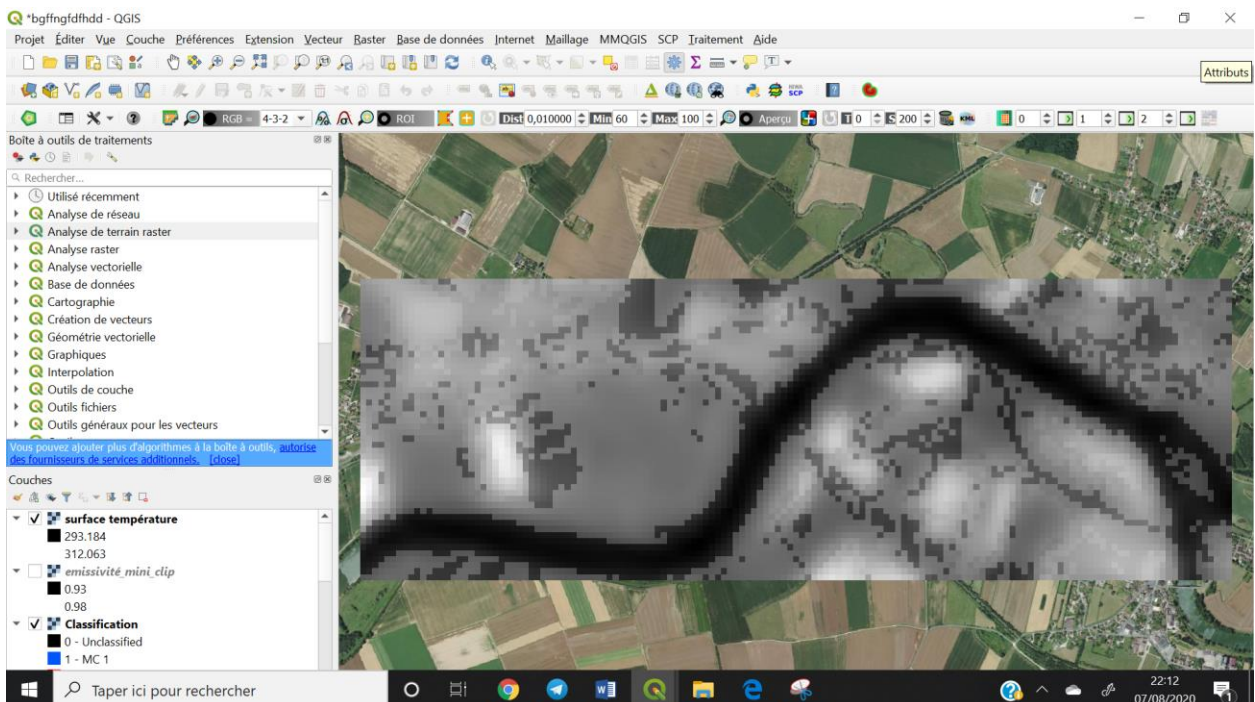 *bgffngfdfhdd - QGIS
Projet Éditer Vue Couche Préférences Extension Vecteur Raster Base de données Internet Maillage MMQGIS SCP Traitement Aide
Attributs
RGB = 4-3-2 ROI Dist 0,010000 Min 60 Max 100 Aperçu T 0 S 200 KML 0 1 2
Boîte à outils de traitements
Rechercher...
Utilisé récemment
Analyse de réseau
Analyse de terrain raster
Analyse raster
Analyse vectorielle
Base de données
Cartographie
Création de vecteurs
Géométrie vectorielle
Graphiques
Interpolation
Outils de couche
Outils fichiers
Outils généraux pour les vecteurs
Vous pouvez ajouter plus d'algorithmes à la boîte à outils, autorise
des fournisseurs de services additionnels. [close]
Couches
surface température
293.184
312.063
emissivité_mini_clip
0.93
0.98
Classification
0 - Unclassified
1 - MC 1
Taper ici pour rechercher
22:12
07/08/2020